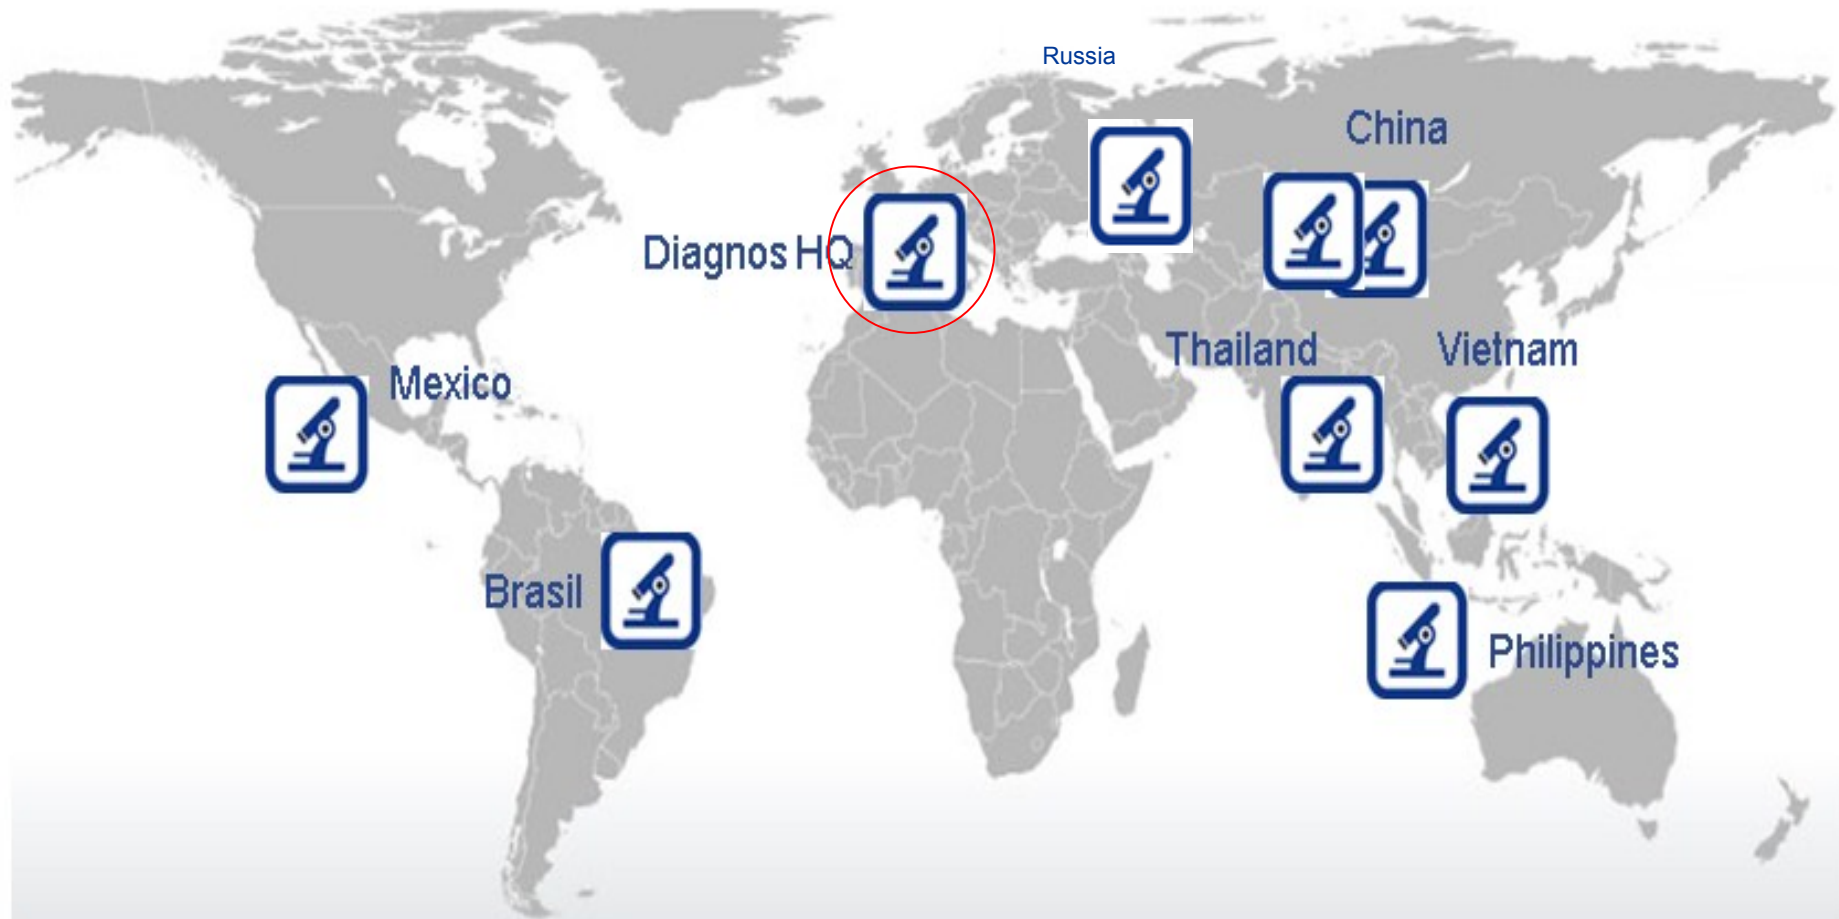 Russia
China
Diagnos HQ
Thailand
Vietnam
Mexico
Brasil
Philippines